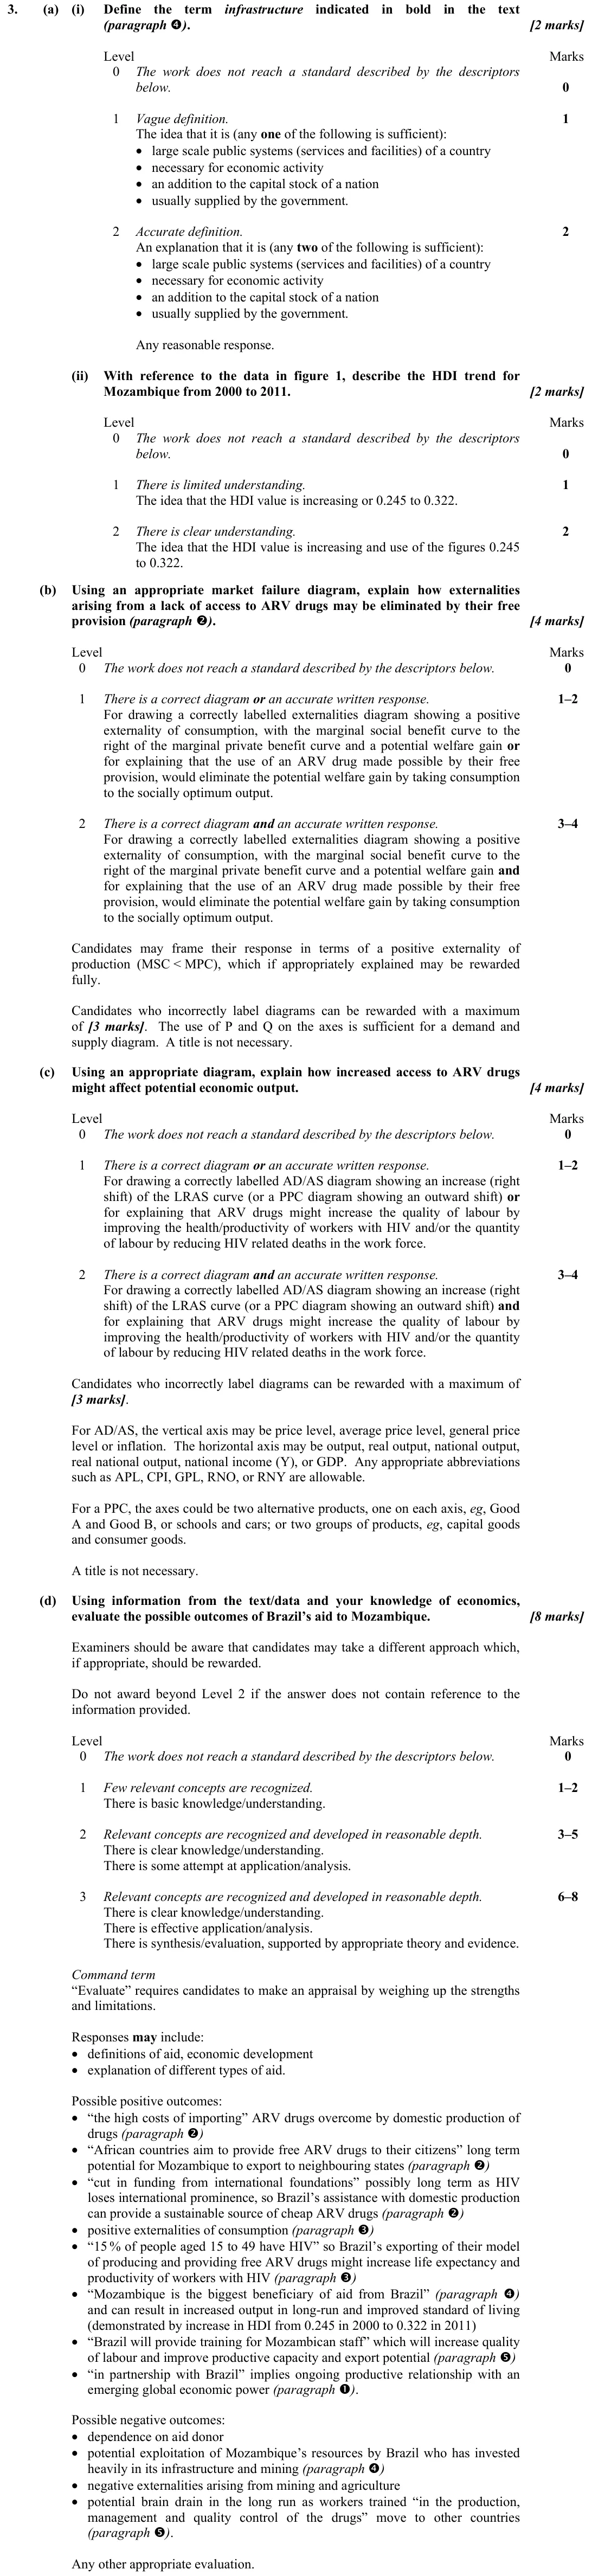 3. (a) (i) Define the term infrastructure indicated in bold in the text
(paragraph ❹). [2 marks]
Level Marks
0 The work does not reach a standard described by the descriptors
below. 0
1 Vague definition. 1
The idea that it is (any one of the following is sufficient):
• large scale public systems (services and facilities) of a country
• necessary for economic activity
• an addition to the capital stock of a nation
• usually supplied by the government.
2 Accurate definition. 2
An explanation that it is (any two of the following is sufficient):
• large scale public systems (services and facilities) of a country
• necessary for economic activity
• an addition to the capital stock of a nation
• usually supplied by the government.
Any reasonable response.
(ii) With reference to the data in figure 1, describe the HDI trend for
Mozambique from 2000 to 2011. [2 marks]
Level Marks
0 The work does not reach a standard described by the descriptors
below. 0
1 There is limited understanding. 1
The idea that the HDI value is increasing or 0.245 to 0.322.
2 There is clear understanding. 2
The idea that the HDI value is increasing and use of the figures 0.245
to 0.322.
(b) Using an appropriate market failure diagram, explain how externalities
arising from a lack of access to ARV drugs may be eliminated by their free
provision (paragraph ❷). [4 marks]
Level Marks
0 The work does not reach a standard described by the descriptors below. 0
1 There is a correct diagram or an accurate written response. 1–2
For drawing a correctly labelled externalities diagram showing a positive
externality of consumption, with the marginal social benefit curve to the
right of the marginal private benefit curve and a potential welfare gain or
for explaining that the use of an ARV drug made possible by their free
provision, would eliminate the potential welfare gain by taking consumption
to the socially optimum output.
2 There is a correct diagram and an accurate written response. 3–4
For drawing a correctly labelled externalities diagram showing a positive
externality of consumption, with the marginal social benefit curve to the
right of the marginal private benefit curve and a potential welfare gain and
for explaining that the use of an ARV drug made possible by their free
provision, would eliminate the potential welfare gain by taking consumption
to the socially optimum output.
Candidates may frame their response in terms of a positive externality of
production (MSC < MPC), which if appropriately explained may be rewarded
fully.
Candidates who incorrectly label diagrams can be rewarded with a maximum
of [3 marks]. The use of P and Q on the axes is sufficient for a demand and
supply diagram. A title is not necessary.
(c) Using an appropriate diagram, explain how increased access to ARV drugs
might affect potential economic output. [4 marks]
Level Marks
0 The work does not reach a standard described by the descriptors below. 0
1 There is a correct diagram or an accurate written response. 1–2
For drawing a correctly labelled AD/AS diagram showing an increase (right
shift) of the LRAS curve (or a PPC diagram showing an outward shift) or
for explaining that ARV drugs might increase the quality of labour by
improving the health/productivity of workers with HIV and/or the quantity
of labour by reducing HIV related deaths in the work force.
2 There is a correct diagram and an accurate written response. 3–4
For drawing a correctly labelled AD/AS diagram showing an increase (right
shift) of the LRAS curve (or a PPC diagram showing an outward shift) and
for explaining that ARV drugs might increase the quality of labour by
improving the health/productivity of workers with HIV and/or the quantity
of labour by reducing HIV related deaths in the work force.
Candidates who incorrectly label diagrams can be rewarded with a maximum of
[3 marks].
For AD/AS, the vertical axis may be price level, average price level, general price
level or inflation. The horizontal axis may be output, real output, national output,
real national output, national income (Y), or GDP. Any appropriate abbreviations
such as APL, CPI, GPL, RNO, or RNY are allowable.
For a PPC, the axes could be two alternative products, one on each axis, eg, Good
A and Good B, or schools and cars; or two groups of products, eg, capital goods
and consumer goods.
A title is not necessary.
(d) Using information from the text/data and your knowledge of economics,
evaluate the possible outcomes of Brazil's aid to Mozambique. [8 marks]
Examiners should be aware that candidates may take a different approach which,
if appropriate, should be rewarded.
Do not award beyond Level 2 if the answer does not contain reference to the
information provided.
Level Marks
0 The work does not reach a standard described by the descriptors below. 0
1 Few relevant concepts are recognized. 1–2
There is basic knowledge/understanding.
2 Relevant concepts are recognized and developed in reasonable depth. 3–5
There is clear knowledge/understanding.
There is some attempt at application/analysis.
3 Relevant concepts are recognized and developed in reasonable depth. 6–8
There is clear knowledge/understanding.
There is effective application/analysis.
There is synthesis/evaluation, supported by appropriate theory and evidence.
Command term
“Evaluate” requires candidates to make an appraisal by weighing up the strengths
and limitations.
Responses may include:
• definitions of aid, economic development
• explanation of different types of aid.
Possible positive outcomes:
• “the high costs of importing” ARV drugs overcome by domestic production of
drugs (paragraph ❷)
• “African countries aim to provide free ARV drugs to their citizens” long term
potential for Mozambique to export to neighbouring states (paragraph ❷)
• “cut in funding from international foundations” possibly long term as HIV
loses international prominence, so Brazil's assistance with domestic production
can provide a sustainable source of cheap ARV drugs (paragraph ❷)
• positive externalities of consumption (paragraph ❸)
• “15 % of people aged 15 to 49 have HIV” so Brazil's exporting of their model
of producing and providing free ARV drugs might increase life expectancy and
productivity of workers with HIV (paragraph ❸)
• “Mozambique is the biggest beneficiary of aid from Brazil” (paragraph ❹)
and can result in increased output in long-run and improved standard of living
(demonstrated by increase in HDI from 0.245 in 2000 to 0.322 in 2011)
• “Brazil will provide training for Mozambican staff” which will increase quality
of labour and improve productive capacity and export potential (paragraph ❺)
• “in partnership with Brazil” implies ongoing productive relationship with an
emerging global economic power (paragraph ❶).
Possible negative outcomes:
• dependence on aid donor
• potential exploitation of Mozambique's resources by Brazil who has invested
heavily in its infrastructure and mining (paragraph ❹)
• negative externalities arising from mining and agriculture
• potential brain drain in the long run as workers trained “in the production,
management and quality control of the drugs” move to other countries
(paragraph ❺).
Any other appropriate evaluation.